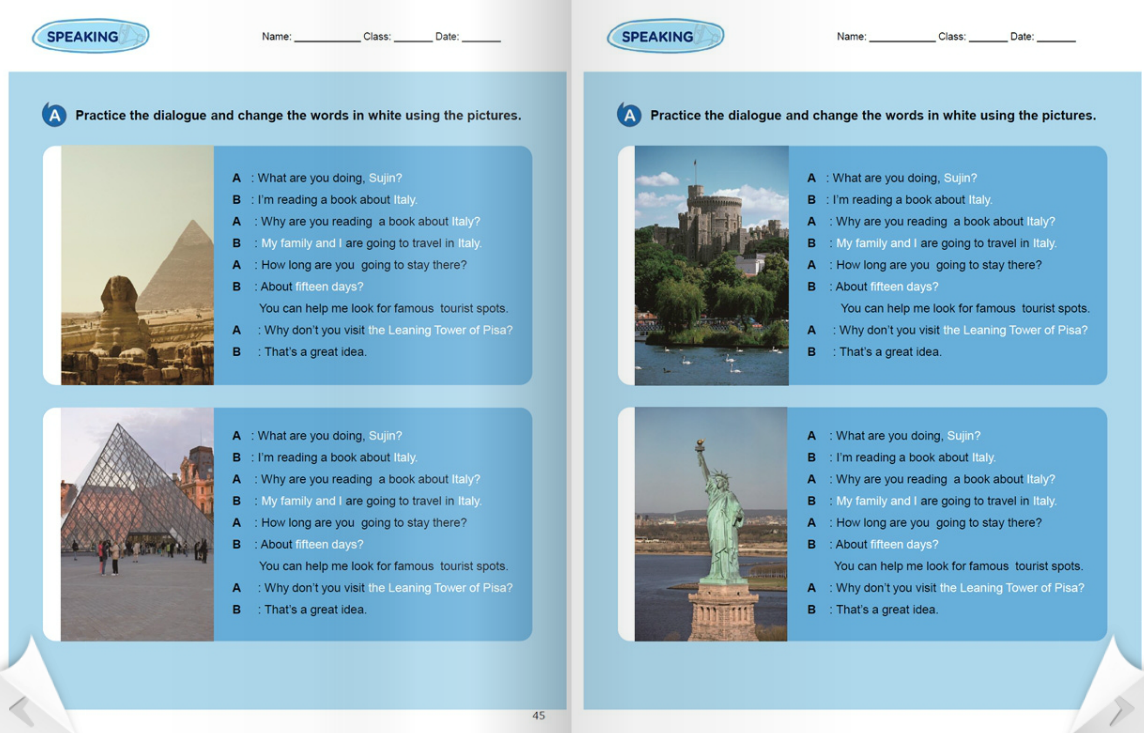 SPEAKING
Name: ___________ Class: ______ Date: ______
A Practice the dialogue and change the words in white using the pictures.
A : What are you doing, Sujin?
B : I'm reading a book about Italy.
A : Why are you reading a book about Italy?
B : My family and I are going to travel in Italy.
A : How long are you going to stay there?
B : About fifteen days?
You can help me look for famous tourist spots.
A : Why don't you visit the Leaning Tower of Pisa?
B : That's a great idea.
A : What are you doing, Sujin?
B : I'm reading a book about Italy.
A : Why are you reading a book about Italy?
B : My family and I are going to travel in Italy.
A : How long are you going to stay there?
B : About fifteen days?
You can help me look for famous tourist spots.
A : Why don't you visit the Leaning Tower of Pisa?
B : That's a great idea.
45
SPEAKING
Name: ___________ Class: ______ Date: ______
A Practice the dialogue and change the words in white using the pictures.
A : What are you doing, Sujin?
B : I'm reading a book about Italy.
A : Why are you reading a book about Italy?
B : My family and I are going to travel in Italy.
A : How long are you going to stay there?
B : About fifteen days?
You can help me look for famous tourist spots.
A : Why don't you visit the Leaning Tower of Pisa?
B : That's a great idea.
A : What are you doing, Sujin?
B : I'm reading a book about Italy.
A : Why are you reading a book about Italy?
B : My family and I are going to travel in Italy.
A : How long are you going to stay there?
B : About fifteen days?
You can help me look for famous tourist spots.
A : Why don't you visit the Leaning Tower of Pisa?
B : That's a great idea.